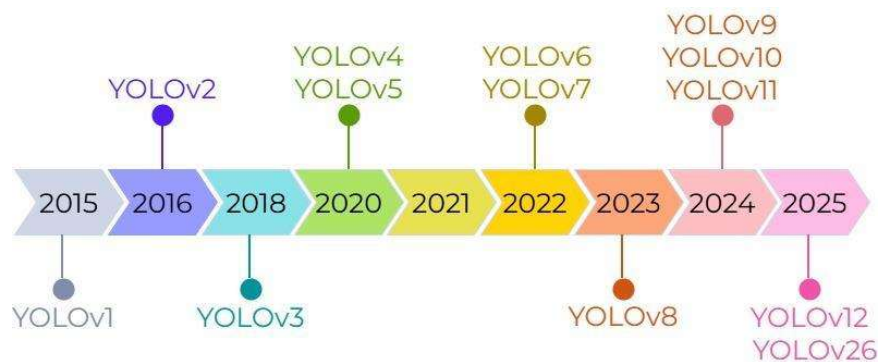 YOLOv9
YOLOv4
YOLOv6
YOLOv10
YOLOv2
YOLOv5
YOLOv7
YOLOv11
2015
2016
2018
2020
2021
2022
2023
2024
2025
YOLOv1
YOLOv3
YOLOv8
YOLOv12
YOLOv26